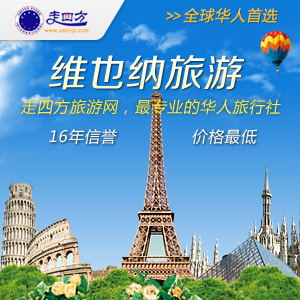 走四方
www.usitrip.com
>>全球华人首选
维也纳旅游
走四方旅游网，最专业的华人旅行社
16年信誉 价格最低